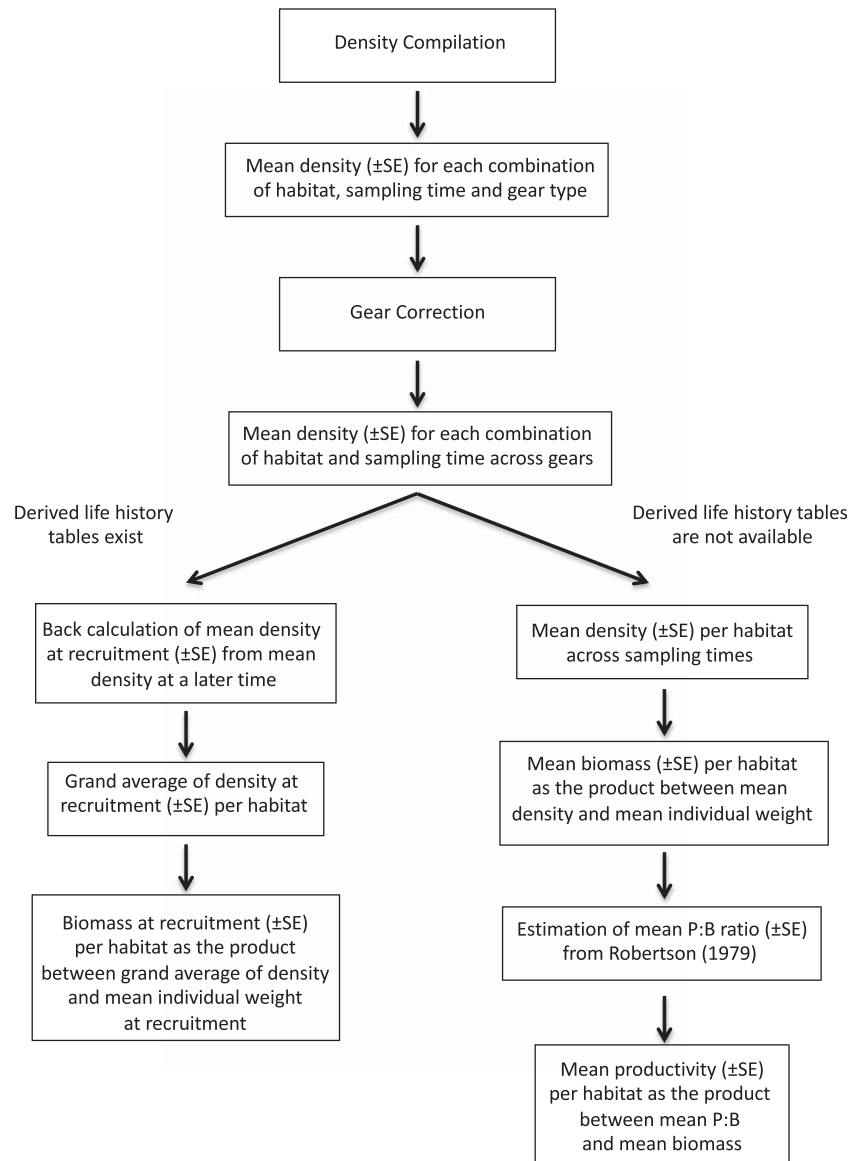 Density Compilation
Mean density (±SE) for each combination
of habitat, sampling time and gear type
Gear Correction
Mean density (±SE) for each combination
of habitat and sampling time across gears
Derived life history
tables exist
Derived life history tables
are not available
Back calculation of mean density
at recruitment (±SE) from mean
density at a later time
Grand average of density at
recruitment (±SE) per habitat
Biomass at recruitment (±SE)
per habitat as the product
between grand average of density
and mean individual weight
at recruitment
Mean density (±SE) per habitat
across sampling times
Mean biomass (±SE) per habitat
as the product between mean
density and mean individual weight
Estimation of mean P:B ratio (±SE)
from Robertson (1979)
Mean productivity (±SE)
per habitat as the product
between mean P:B
and mean biomass